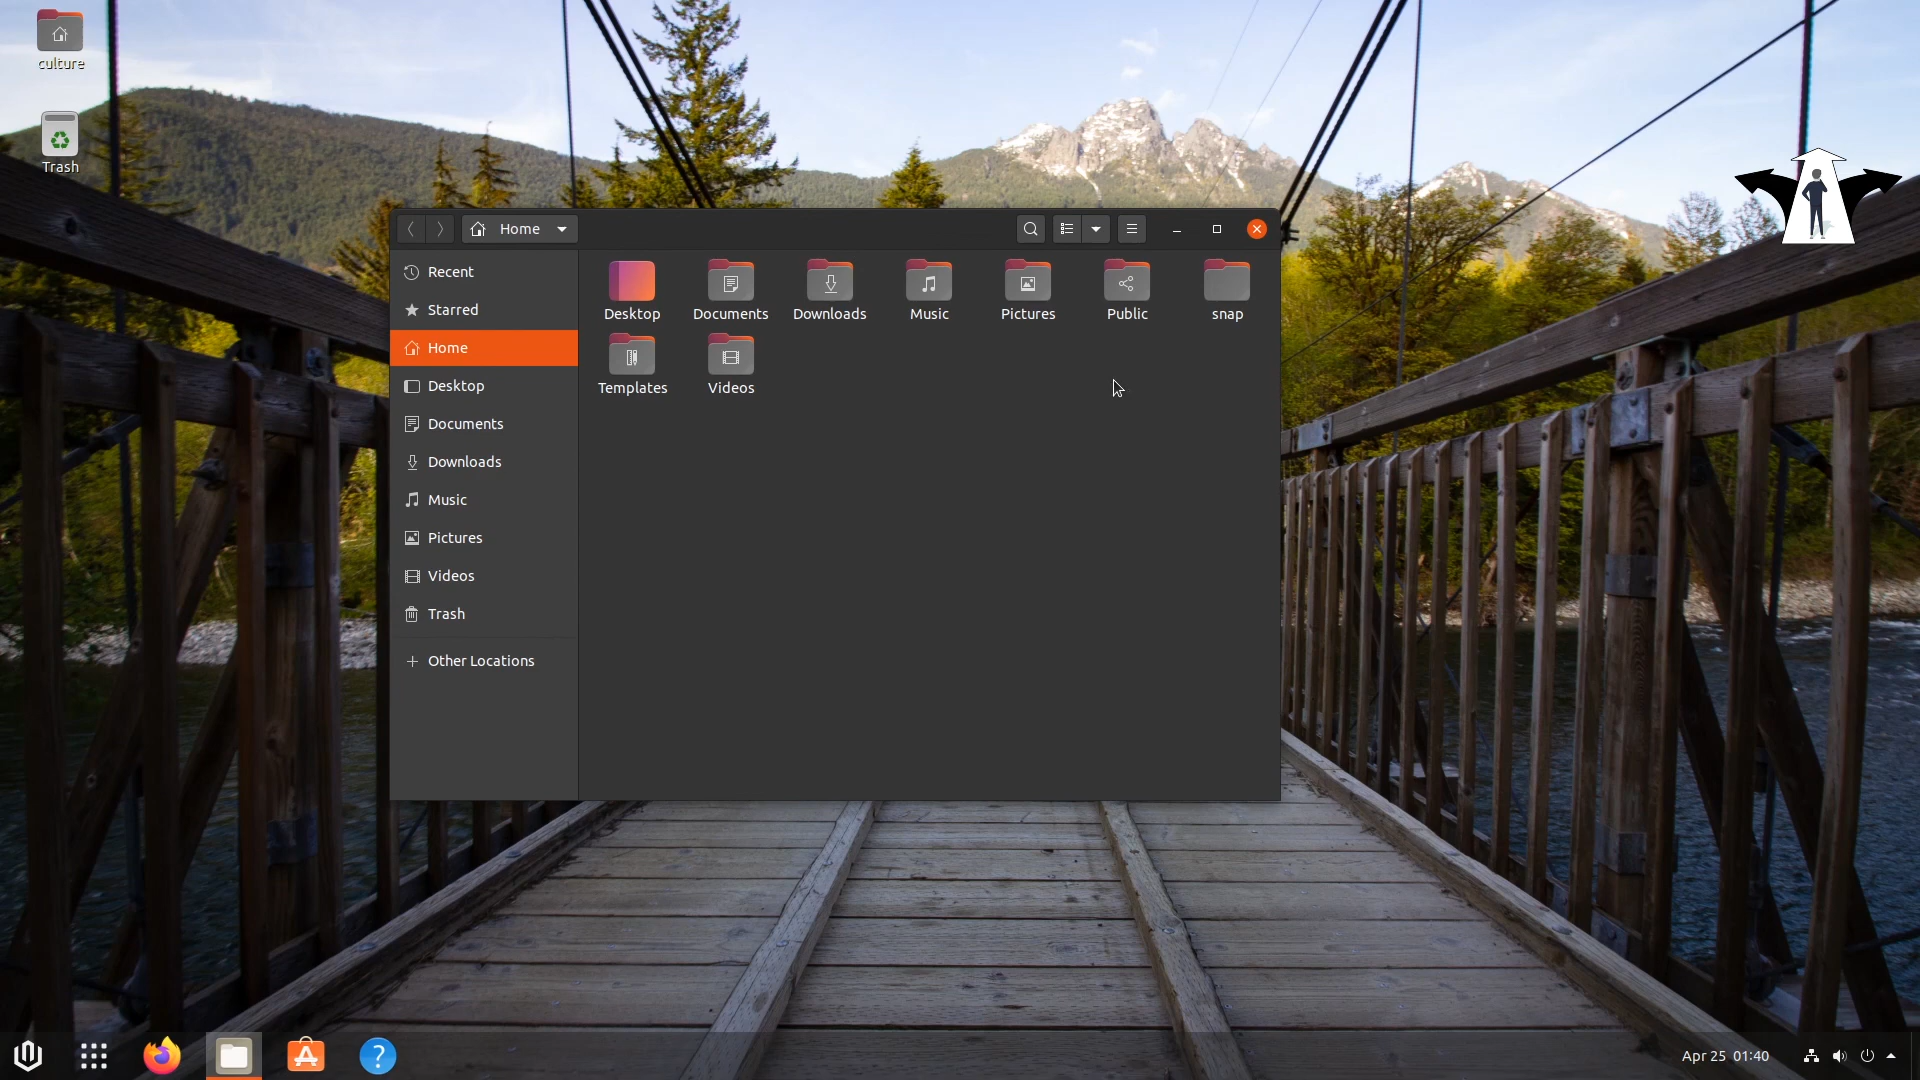 culture
Trash
Home
Recent
Starred
Home
Desktop
Documents
Downloads
Music
Pictures
Videos
Trash
Other Locations
Desktop
Documents
Downloads
Music
Pictures
Public
snap
Templates
Videos
Apr 25 01:40